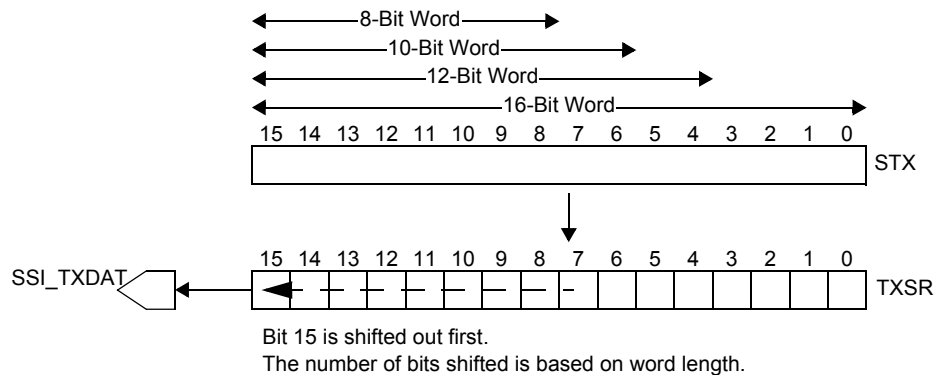 8-Bit Word
10-Bit Word
12-Bit Word
16-Bit Word
15 14 13 12 11 10 9 8 7 6 5 4 3 2 1 0
STX
15 14 13 12 11 10 9 8 7 6 5 4 3 2 1 0
SSI_TXDAT
TXSR
Bit 15 is shifted out first.
The number of bits shifted is based on word length.